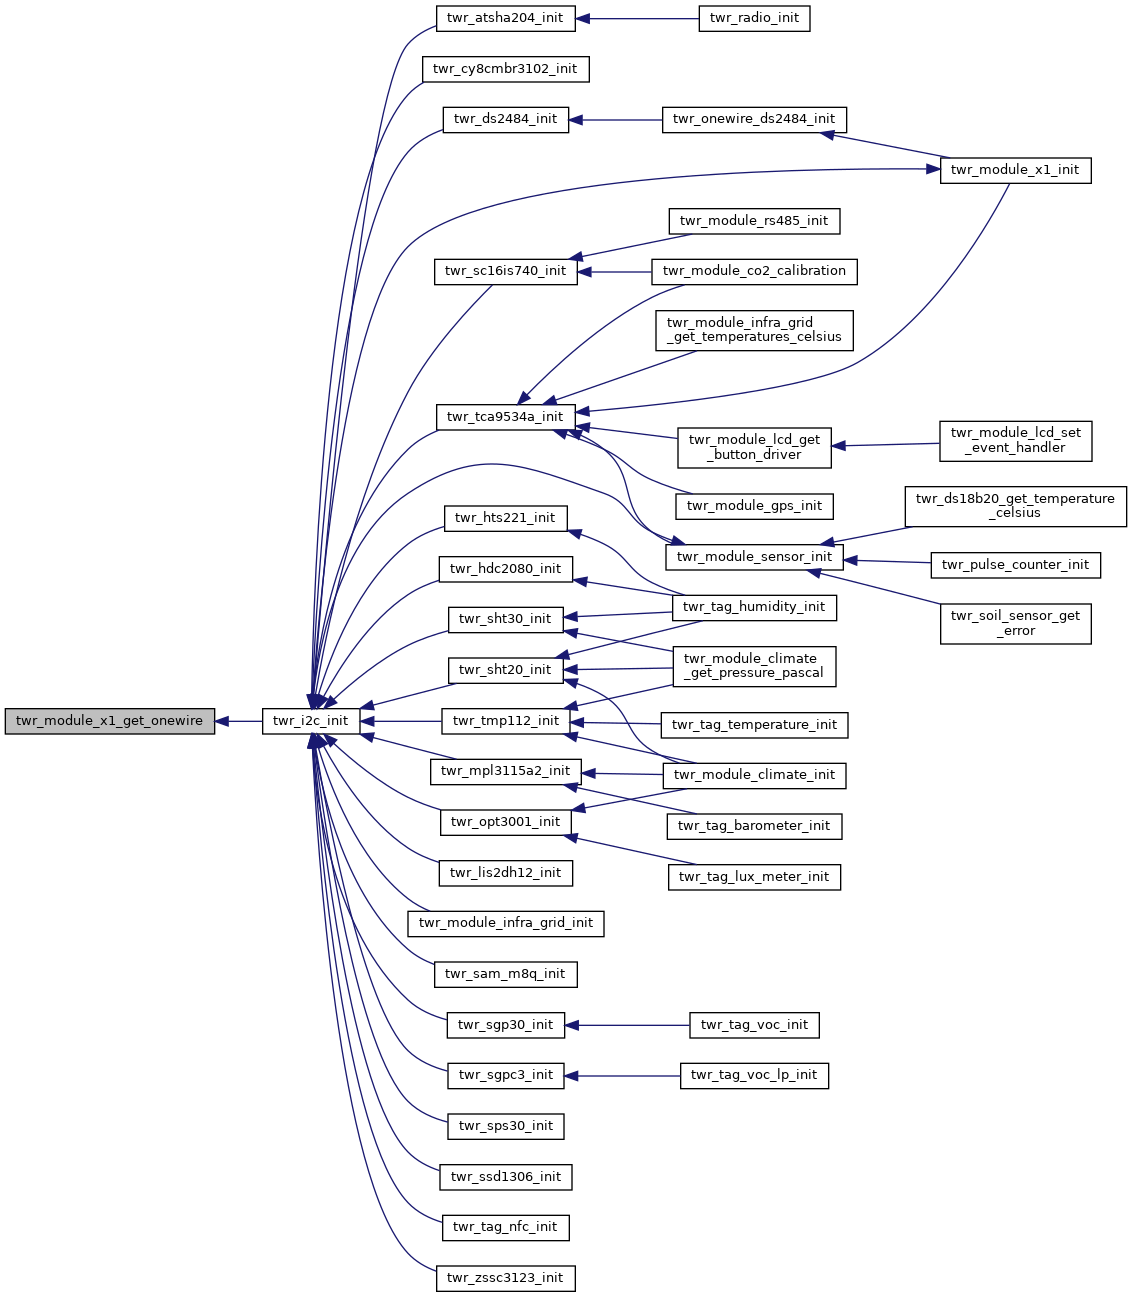 twr_atsha204_init
twr_radio_init
twr_cy8cmbr3102_init
twr_ds2484_init
twr_onewire_ds2484_init
twr_module_x1_init
twr_module_rs485_init
twr_sc16is740_init
twr_module_co2_calibration
twr_module_infra_grid
_get_temperatures_celsius
twr_tca9534a_init
twr_module_lcd_get
_button_driver
twr_module_lcd_set
_event_handler
twr_module_gps_init
twr_ds18b20_get_temperature
_celsius
twr_hts221_init
twr_module_sensor_init
twr_pulse_counter_init
twr_hdc2080_init
twr_tag_humidity_init
twr_soil_sensor_get
_error
twr_sht30_init
twr_module_climate
_get_pressure_pascal
twr_sht20_init
twr_module_x1_get_onewire
twr_i2c_init
twr_tmp112_init
twr_tag_temperature_init
twr_mpl3115a2_init
twr_module_climate_init
twr_opt3001_init
twr_tag_barometer_init
twr_lis2dh12_init
twr_tag_lux_meter_init
twr_module_infra_grid_init
twr_sam_m8q_init
twr_sgp30_init
twr_tag_voc_init
twr_sgpc3_init
twr_tag_voc_lp_init
twr_sps30_init
twr_ssd1306_init
twr_tag_nfc_init
twr_zssc3123_init